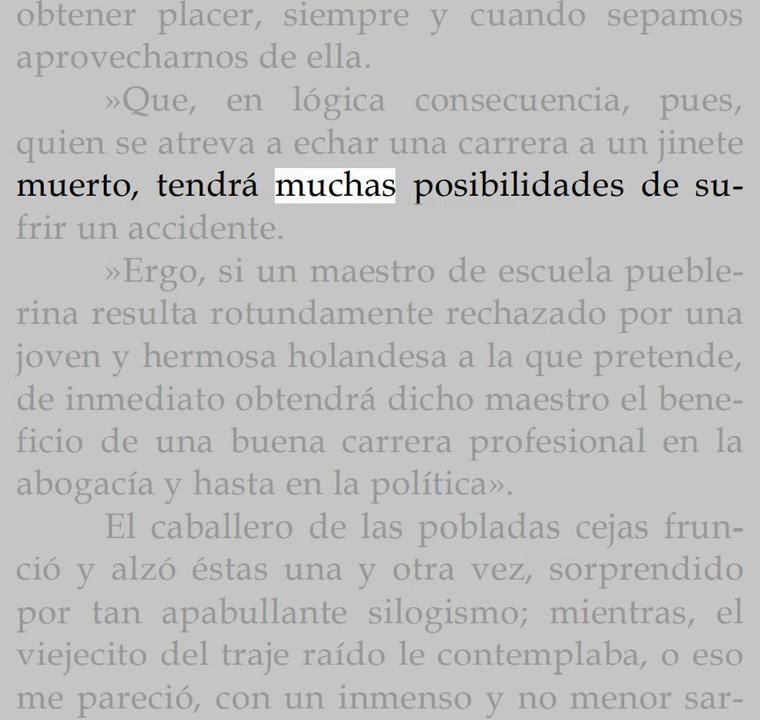 obtener placer, siempre y cuando sepamos
aprovecharnos de ella.
»Que, en lógica consecuencia, pues,
quien se atreva a echar una carrera a un jinete
muerto, tendrá muchas posibilidades de su-
frir un accidente.
»Ergo, si un maestro de escuela pueble-
rina resulta rotundamente rechazado por una
joven y hermosa holandesa a la que pretende,
de inmediato obtendrá dicho maestro el bene-
ficio de una buena carrera profesional en la
abogacía y hasta en la política».
El caballero de las pobladas cejas frun-
ció y alzó éstas una y otra vez, sorprendido
por tan apabullante silogismo; mientras, el
viejecito del traje raído le contemplaba, o eso
me pareció, con un inmenso y no menor sar-